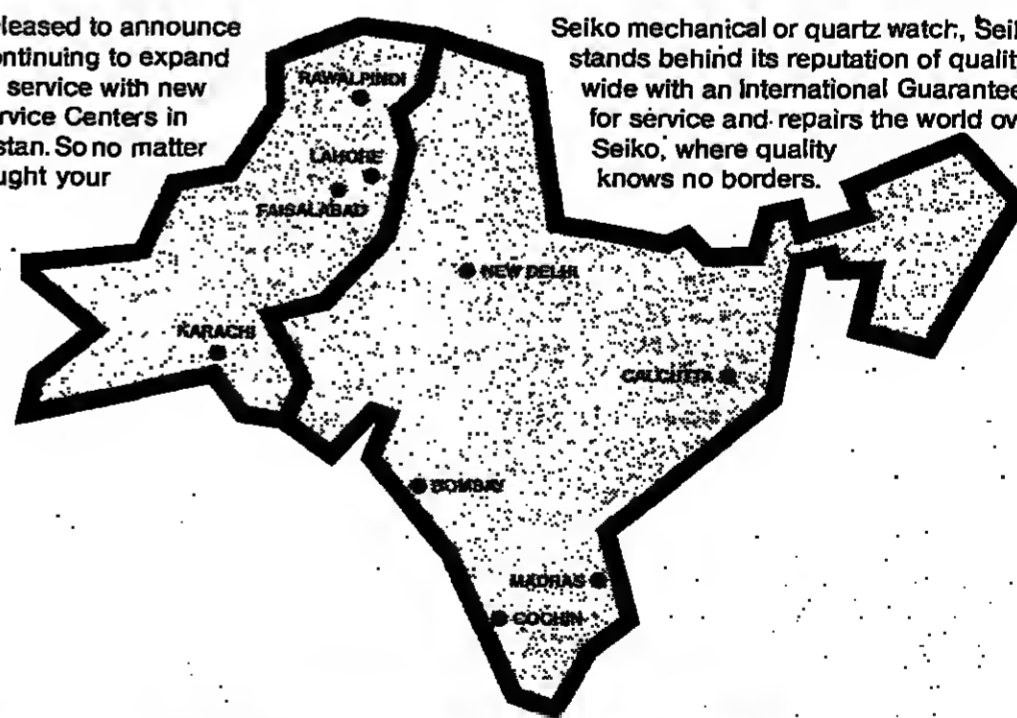 leased to announce
ontinuing to expand
service with new
rvice Centers in
stan. So no matter
ught your
Seiko mechanical or quartz watch, Seik
stands behind its reputation of quality
wide with an International Guarantee
for service and repairs the world ov
Seiko, where quality
knows no borders.
RAWALPINDI
LAHORE
FAISALABAD
NEW DELHI
KARACHI
CALCUTTA
BOMBAY
MADRAS
COCHIN